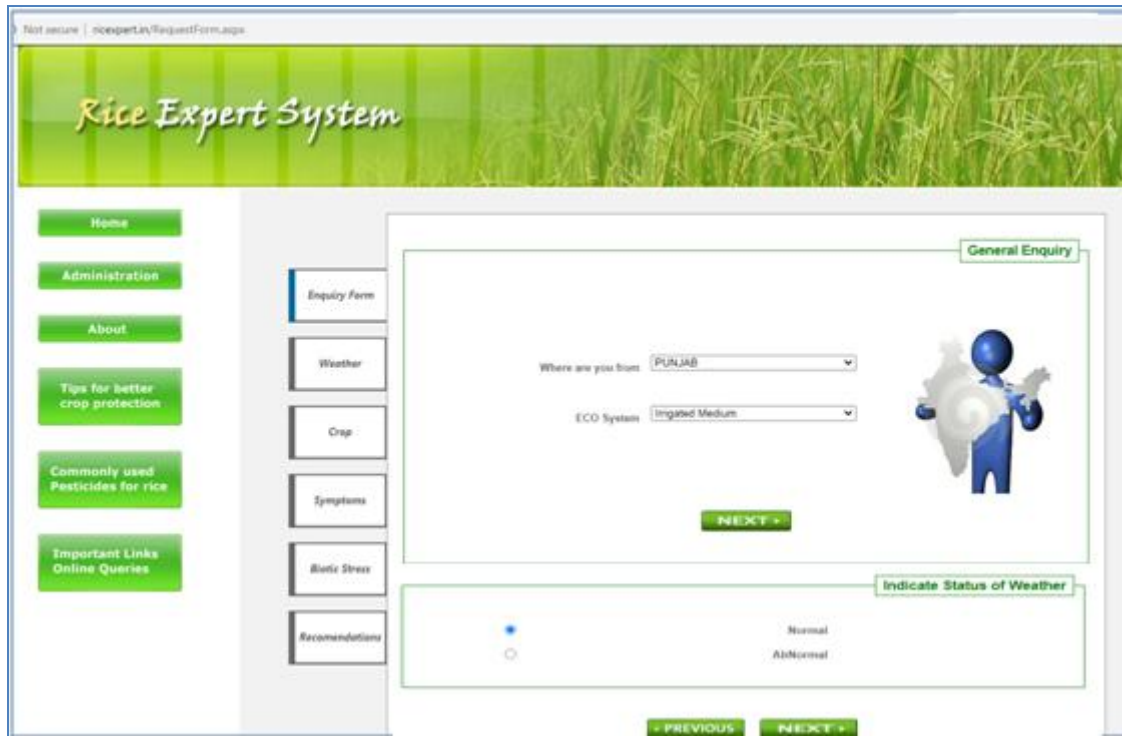 Not secure | ricexpert.in/RequestForm.aspx
Rice Expert System
Home
Administration
About
Tips for better
crop protection
Commonly used
Pesticides for rice
Important Links
Online Queries
Enquiry Form
Weather
Crop
Symptoms
Biotic Stress
Recomendations
General Enquiry
Where are you from PUNJAB
ECO System Irrigated Medium
NEXT
Indicate Status of Weather
Normal
AbNormal
PREVIOUS NEXT